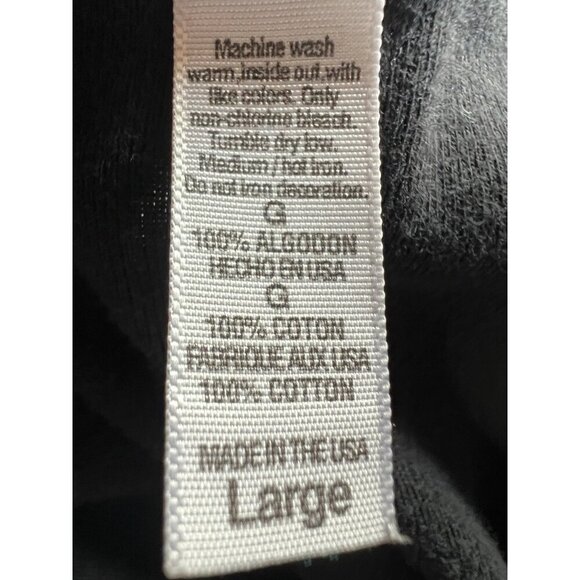 Machine wash
warm, inside out, with
like colors. Only
non-chlorine bleach.
Tumble dry low.
Medium / hot iron.
Do not iron decoration.
G
100% ALGODON
HECHO EN USA
G
100% COTON
FABRIQUE AUX USA
100% COTTON
MADE IN THE USA
Large